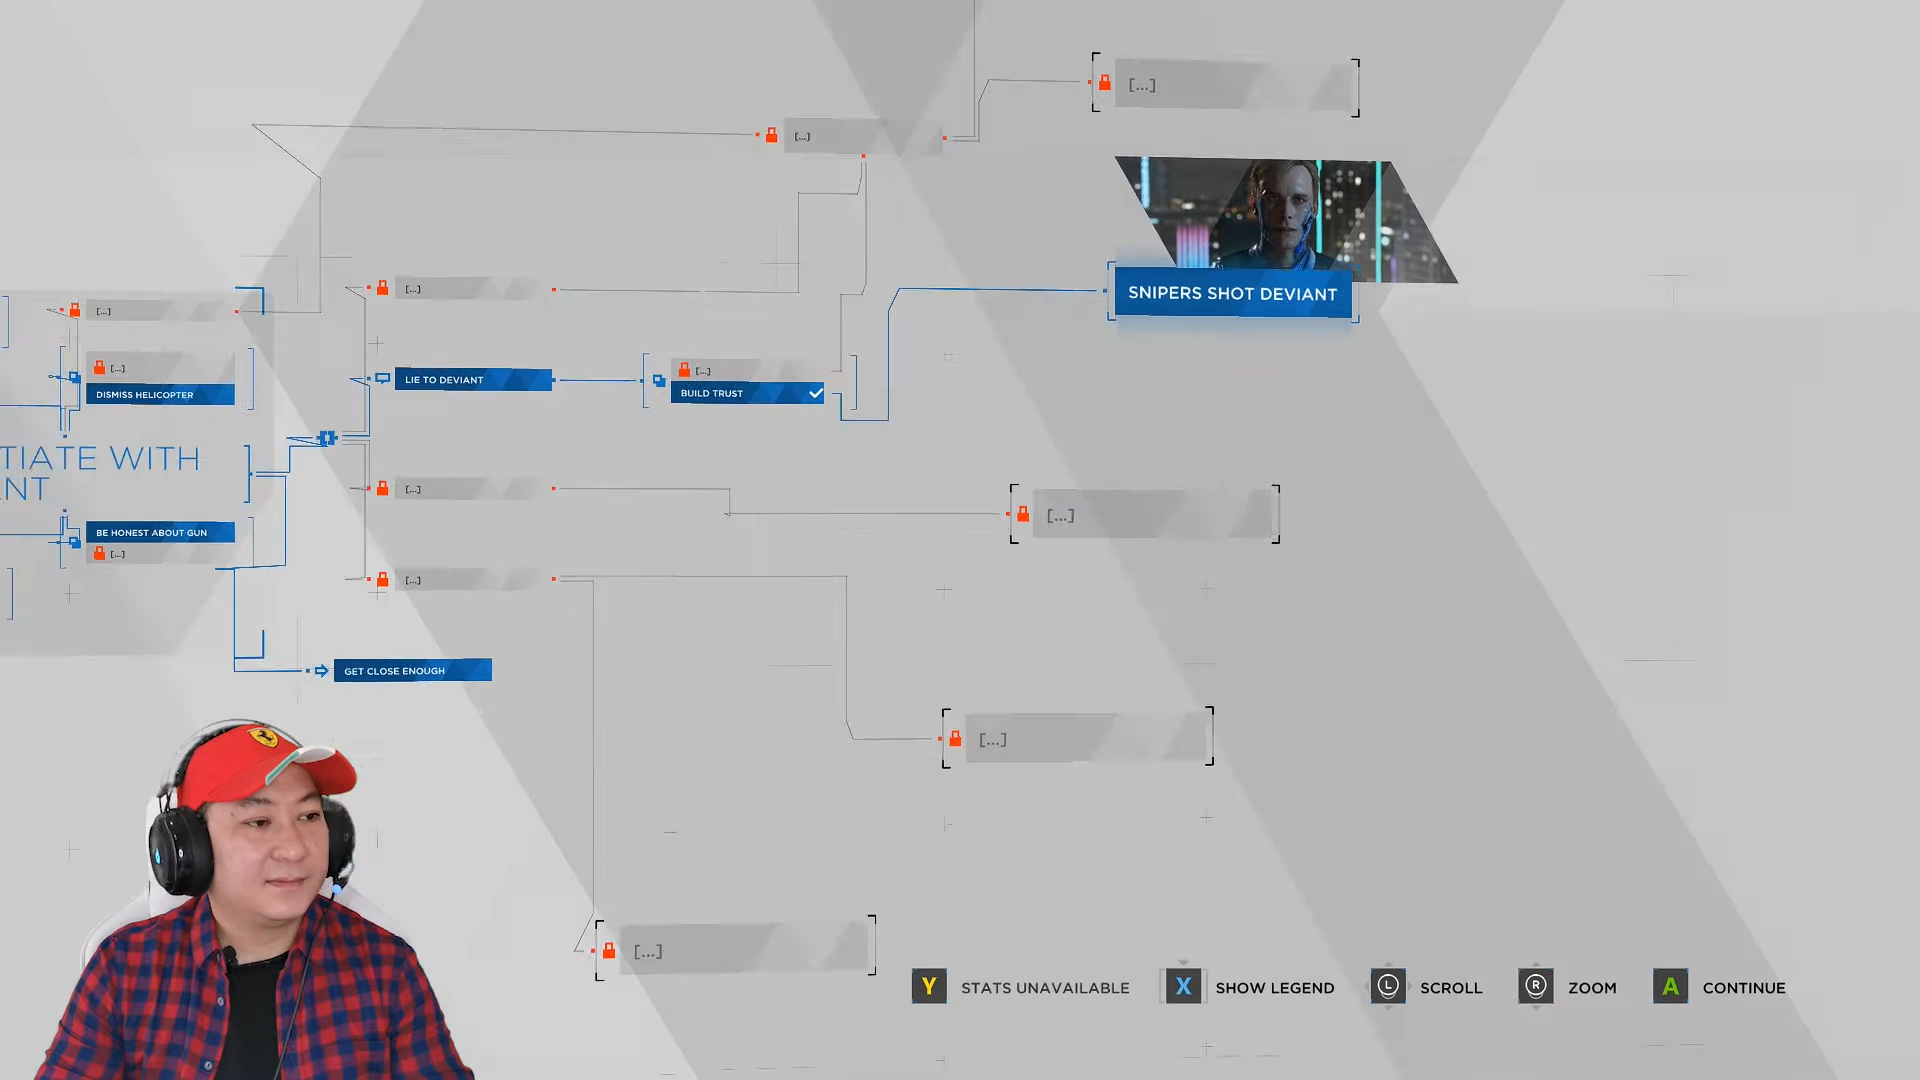 [...]
[...]
SNIPERS SHOT DEVIANT
[...]
[...]
[...]
DISMISS HELICOPTER
LIE TO DEVIANT
[...]
BUILD TRUST
TIATE WITH
ANT
[...]
[...]
BE HONEST ABOUT GUN
[...]
[...]
GET CLOSE ENOUGH
[...]
[...]
Y STATS UNAVAILABLE
X SHOW LEGEND
L SCROLL
R ZOOM
A CONTINUE